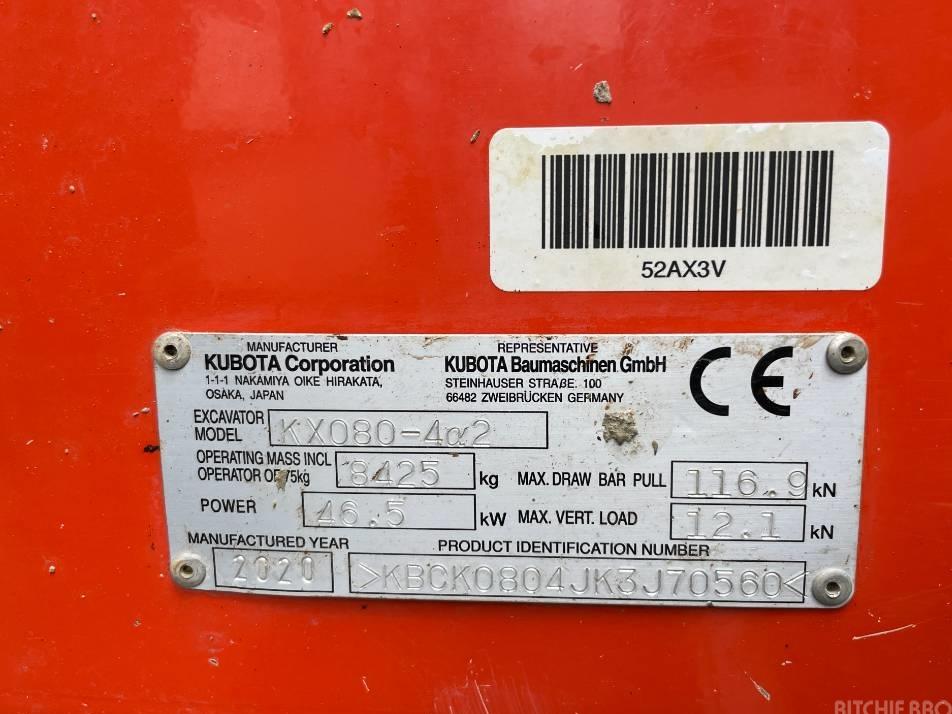 52AX3V
MANUFACTURER
KUBOTA Corporation
1-1-1 NAKAMIYA OIKE HIRAKATA,
OSAKA, JAPAN
REPRESENTATIVE
KUBOTA Baumaschinen GmbH
STEINHAUSER STRAßE. 100
66482 ZWEIBRÜCKEN GERMANY
CE
EXCAVATOR
MODEL KX080-4α2
OPERATING MASS INCL
OPERATOR OF 75kg 8425 kg
MAX. DRAW BAR PULL 116.9 kN
POWER 46.5 kW
MAX. VERT. LOAD 12.1 kN
MANUFACTURED YEAR
2020
PRODUCT IDENTIFICATION NUMBER
>KBCK0804JK3J70560<
RITCHIE BRO